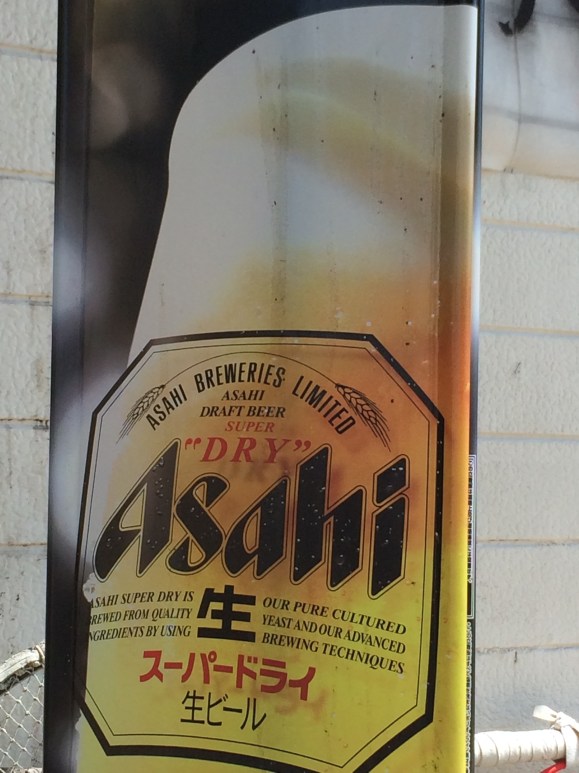 ASAHI BREWERIES LIMITED
ASAHI
DRAFT BEER
SUPER
"DRY"
Asahi
ASAHI SUPER DRY IS
BREWED FROM QUALITY
INGREDIENTS BY USING
生
OUR PURE CULTURED
YEAST AND OUR ADVANCED
BREWING TECHNIQUES
スーパードライ
生ビール